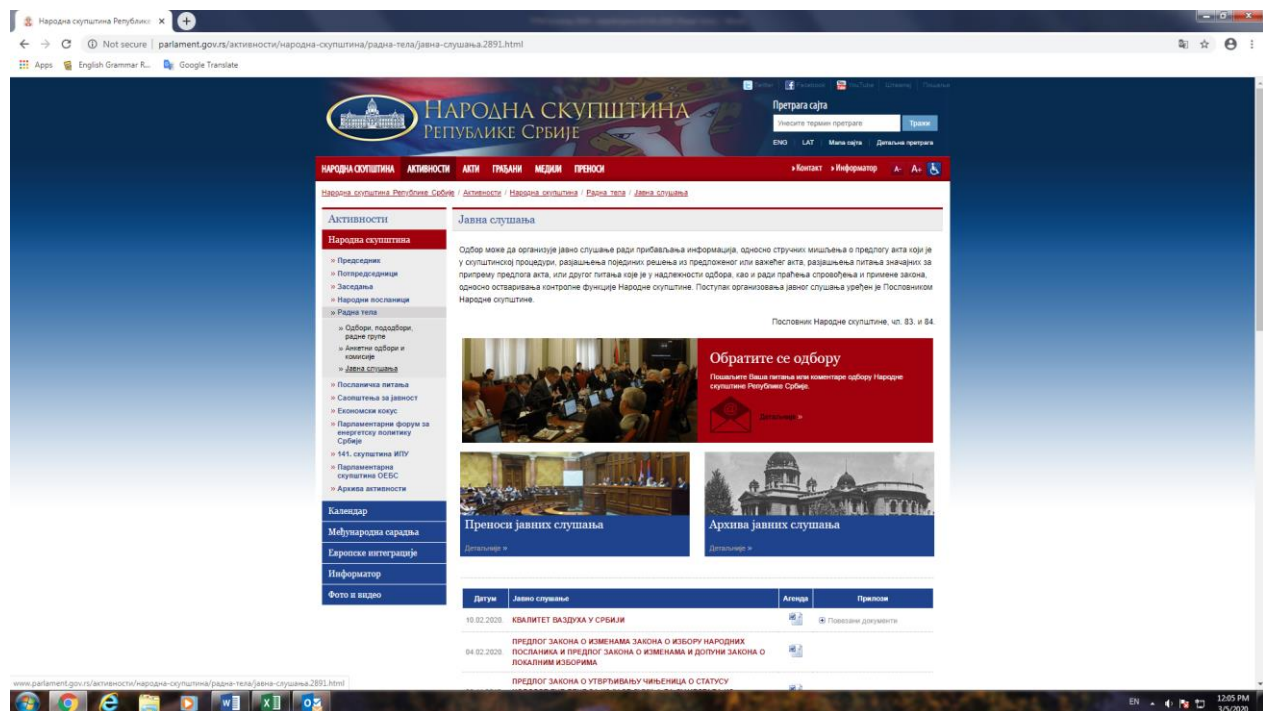 Народна скупштина Републике
Not secure | parlament.gov.rs/активности/народна-скупштина/радна-тела/јавна-слушања.2891.html
Apps English Grammar R... Google Translate
Twitter Facebook YouTube
НАРОДНА СКУПШТИНА
РЕПУБЛИКЕ СРБИЈЕ
Претрага сајта
Унесите термин претраге Тражи
ENG LAT Мапа сајта Детаљна претрага
НАРОДНА СКУПШТИНА АКТИВНОСТИ АКТИ ГРАЂАНИ МЕДИЈИ ПРЕНОСИ » Контакт » Информатор A- A+
Народна скупштина Републике Србије / Активности / Народна скупштина / Радна тела / Јавна слушања
Активности
Народна скупштина
» Председник
» Потпредседници
» Заседања
» Народни посланици
» Радна тела
» Одбори, пододбори,
радне групе
» Анкетни одбори и
комисије
» Јавна слушања
» Посланичка питања
» Саопштења за јавност
» Економски кокус
» Парламентарни форум за
енергетску политику
Србије
» 141. скупштина ИПУ
» Парламентарна
скупштина ОЕБС
» Архива активности
Календар
Међународна сарадња
Европске интеграције
Информатор
Фото и видео
Јавна слушања
Одбор може да организује јавно слушање ради прибављања информација, односно стручних мишљења о предлогу акта који је
у скупштинској процедури, разјашњења појединих решења из предложеног или важећег акта, разјашњења питања значајних за
припрему предлога акта, или другог питања које је у надлежности одбора, као и ради праћења спровођења и примене закона,
односно остваривања контролне функције Народне скупштине. Поступак организовања јавног слушања уређен је Пословником
Народне скупштине.
Пословник Народне скупштине, чл. 83. и 84.
Обратите се одбору
Пошаљите Ваша питања или коментаре одбору Народне
скупштине Републике Србије.
Детаљније »
Преноси јавних слушања
Детаљније »
Архива јавних слушања
Детаљније »
Датум Јавно слушање Агенда Прилози
10.02.2020. КВАЛИТЕТ ВАЗДУХА У СРБИЈИ Повезани документи
04.02.2020. ПРЕДЛОГ ЗАКОНА О ИЗМЕНАМА ЗАКОНА О ИЗБОРУ НАРОДНИХ
ПОСЛАНИКА И ПРЕДЛОГ ЗАКОНА О ИЗМЕНАМА И ДОПУНИ ЗАКОНА О
ЛОКАЛНИМ ИЗБОРИМА
ПРЕДЛОГ ЗАКОНА О УТВРЂИВАЊУ ЧИЊЕНИЦА О СТАТУСУ
www.parlament.gov.rs/активности/народна-скупштина/радна-тела/јавна-слушања.2891.html
EN 12:05 PM
3/5/2020